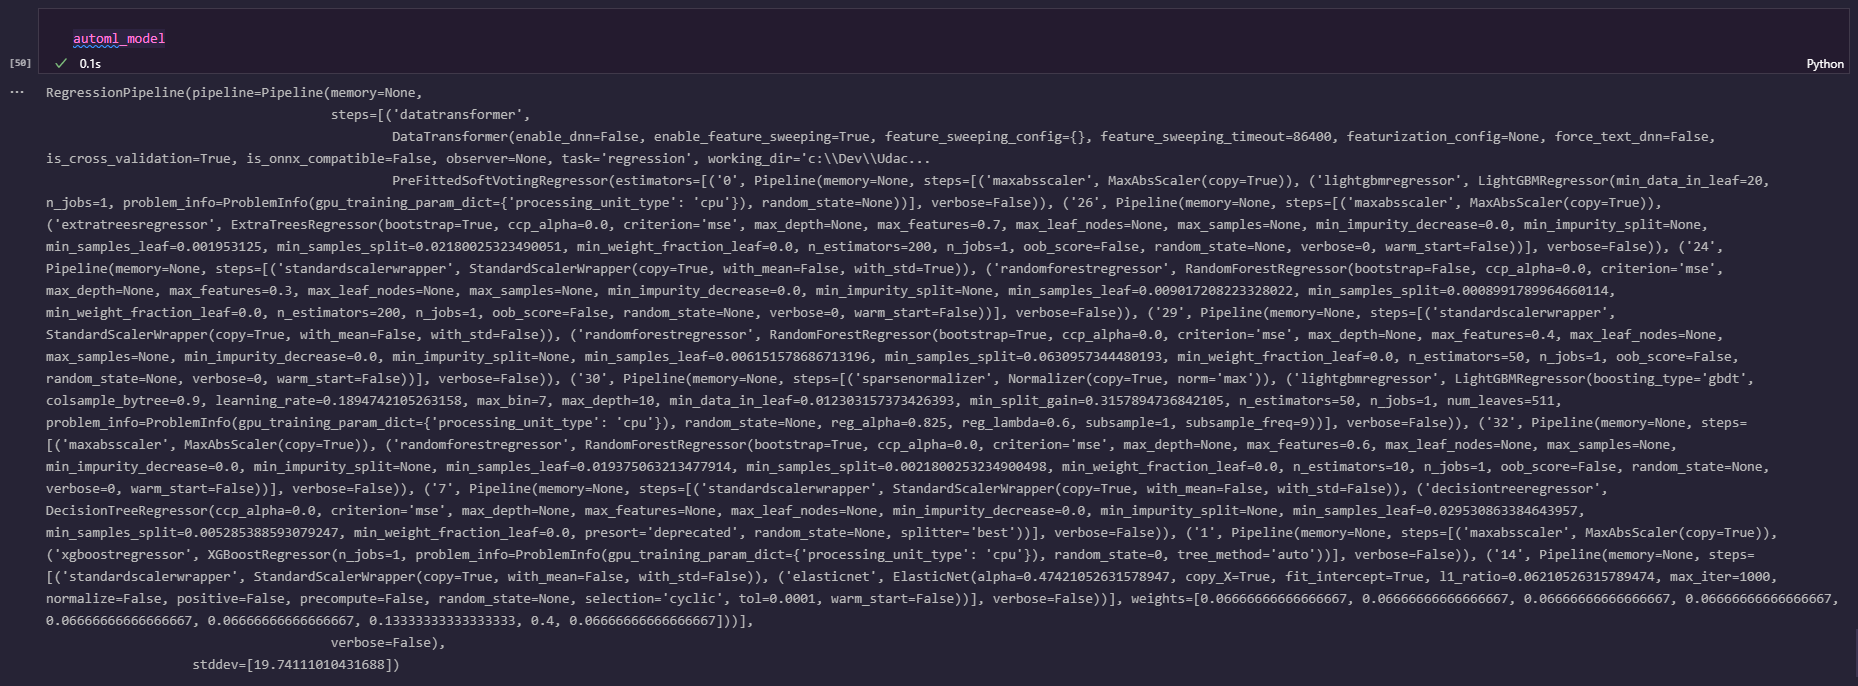 automl_model
[50]
0.1s
Python
...
RegressionPipeline(pipeline=Pipeline(memory=None,
steps=[('datatransformer',
DataTransformer(enable_dnn=False, enable_feature_sweeping=True, feature_sweeping_config={}, feature_sweeping_timeout=86400, featurization_config=None, force_text_dnn=False,
is_cross_validation=True, is_onnx_compatible=False, observer=None, task='regression', working_dir='c:\\Dev\\Udac...
PreFittedSoftVotingRegressor(estimators=[('0', Pipeline(memory=None, steps=[('maxabsscaler', MaxAbsScaler(copy=True)), ('lightgbmregressor', LightGBMRegressor(min_data_in_leaf=20,
n_jobs=1, problem_info=ProblemInfo(gpu_training_param_dict={'processing_unit_type': 'cpu'}), random_state=None))], verbose=False)), ('26', Pipeline(memory=None, steps=[('maxabsscaler', MaxAbsScaler(copy=True)),
('extratreesregressor', ExtraTreesRegressor(bootstrap=True, ccp_alpha=0.0, criterion='mse', max_depth=None, max_features=0.7, max_leaf_nodes=None, max_samples=None, min_impurity_decrease=0.0, min_impurity_split=None,
min_samples_leaf=0.001953125, min_samples_split=0.02180025323490051, min_weight_fraction_leaf=0.0, n_estimators=200, n_jobs=1, oob_score=False, random_state=None, verbose=0, warm_start=False))], verbose=False)), ('24',
Pipeline(memory=None, steps=[('standardscalerwrapper', StandardScalerWrapper(copy=True, with_mean=False, with_std=True)), ('randomforestregressor', RandomForestRegressor(bootstrap=False, ccp_alpha=0.0, criterion='mse',
max_depth=None, max_features=0.3, max_leaf_nodes=None, max_samples=None, min_impurity_decrease=0.0, min_impurity_split=None, min_samples_leaf=0.009017208223328022, min_samples_split=0.0008991789964660114,
min_weight_fraction_leaf=0.0, n_estimators=200, n_jobs=1, oob_score=False, random_state=None, verbose=0, warm_start=False))], verbose=False)), ('29', Pipeline(memory=None, steps=[('standardscalerwrapper',
StandardScalerWrapper(copy=True, with_mean=False, with_std=False)), ('randomforestregressor', RandomForestRegressor(bootstrap=True, ccp_alpha=0.0, criterion='mse', max_depth=None, max_features=0.4, max_leaf_nodes=None,
max_samples=None, min_impurity_decrease=0.0, min_impurity_split=None, min_samples_leaf=0.006151578686713196, min_samples_split=0.0630957344480193, min_weight_fraction_leaf=0.0, n_estimators=50, n_jobs=1, oob_score=False,
random_state=None, verbose=0, warm_start=False))], verbose=False)), ('30', Pipeline(memory=None, steps=[('sparsenormalizer', Normalizer(copy=True, norm='max')), ('lightgbmregressor', LightGBMRegressor(boosting_type='gbdt',
colsample_bytree=0.9, learning_rate=0.1894742105263158, max_bin=7, max_depth=10, min_data_in_leaf=0.012303157373426393, min_split_gain=0.3157894736842105, n_estimators=50, n_jobs=1, num_leaves=511,
problem_info=ProblemInfo(gpu_training_param_dict={'processing_unit_type': 'cpu'}), random_state=None, reg_alpha=0.825, reg_lambda=0.6, subsample=1, subsample_freq=9))], verbose=False)), ('32', Pipeline(memory=None, steps=
[('maxabsscaler', MaxAbsScaler(copy=True)), ('randomforestregressor', RandomForestRegressor(bootstrap=True, ccp_alpha=0.0, criterion='mse', max_depth=None, max_features=0.6, max_leaf_nodes=None, max_samples=None,
min_impurity_decrease=0.0, min_impurity_split=None, min_samples_leaf=0.019375063213477914, min_samples_split=0.0021800253234900498, min_weight_fraction_leaf=0.0, n_estimators=10, n_jobs=1, oob_score=False, random_state=None,
verbose=0, warm_start=False))], verbose=False)), ('7', Pipeline(memory=None, steps=[('standardscalerwrapper', StandardScalerWrapper(copy=True, with_mean=False, with_std=False)), ('decisiontreeregressor',
DecisionTreeRegressor(ccp_alpha=0.0, criterion='mse', max_depth=None, max_features=None, max_leaf_nodes=None, min_impurity_decrease=0.0, min_impurity_split=None, min_samples_leaf=0.029530863384643957,
min_samples_split=0.005285388593079247, min_weight_fraction_leaf=0.0, presort='deprecated', random_state=None, splitter='best'))], verbose=False)), ('1', Pipeline(memory=None, steps=[('maxabsscaler', MaxAbsScaler(copy=True)),
('xgboostregressor', XGBoostRegressor(n_jobs=1, problem_info=ProblemInfo(gpu_training_param_dict={'processing_unit_type': 'cpu'}), random_state=0, tree_method='auto'))], verbose=False)), ('14', Pipeline(memory=None, steps=
[('standardscalerwrapper', StandardScalerWrapper(copy=True, with_mean=False, with_std=False)), ('elasticnet', ElasticNet(alpha=0.47421052631578947, copy_X=True, fit_intercept=True, l1_ratio=0.06210526315789474, max_iter=1000,
normalize=False, positive=False, precompute=False, random_state=None, selection='cyclic', tol=0.0001, warm_start=False))], verbose=False))], weights=[0.06666666666666667, 0.06666666666666667, 0.06666666666666667, 0.06666666666666667,
0.06666666666666667, 0.06666666666666667, 0.13333333333333333, 0.4, 0.06666666666666667]))],
verbose=False),
stddev=[19.74111010431688])